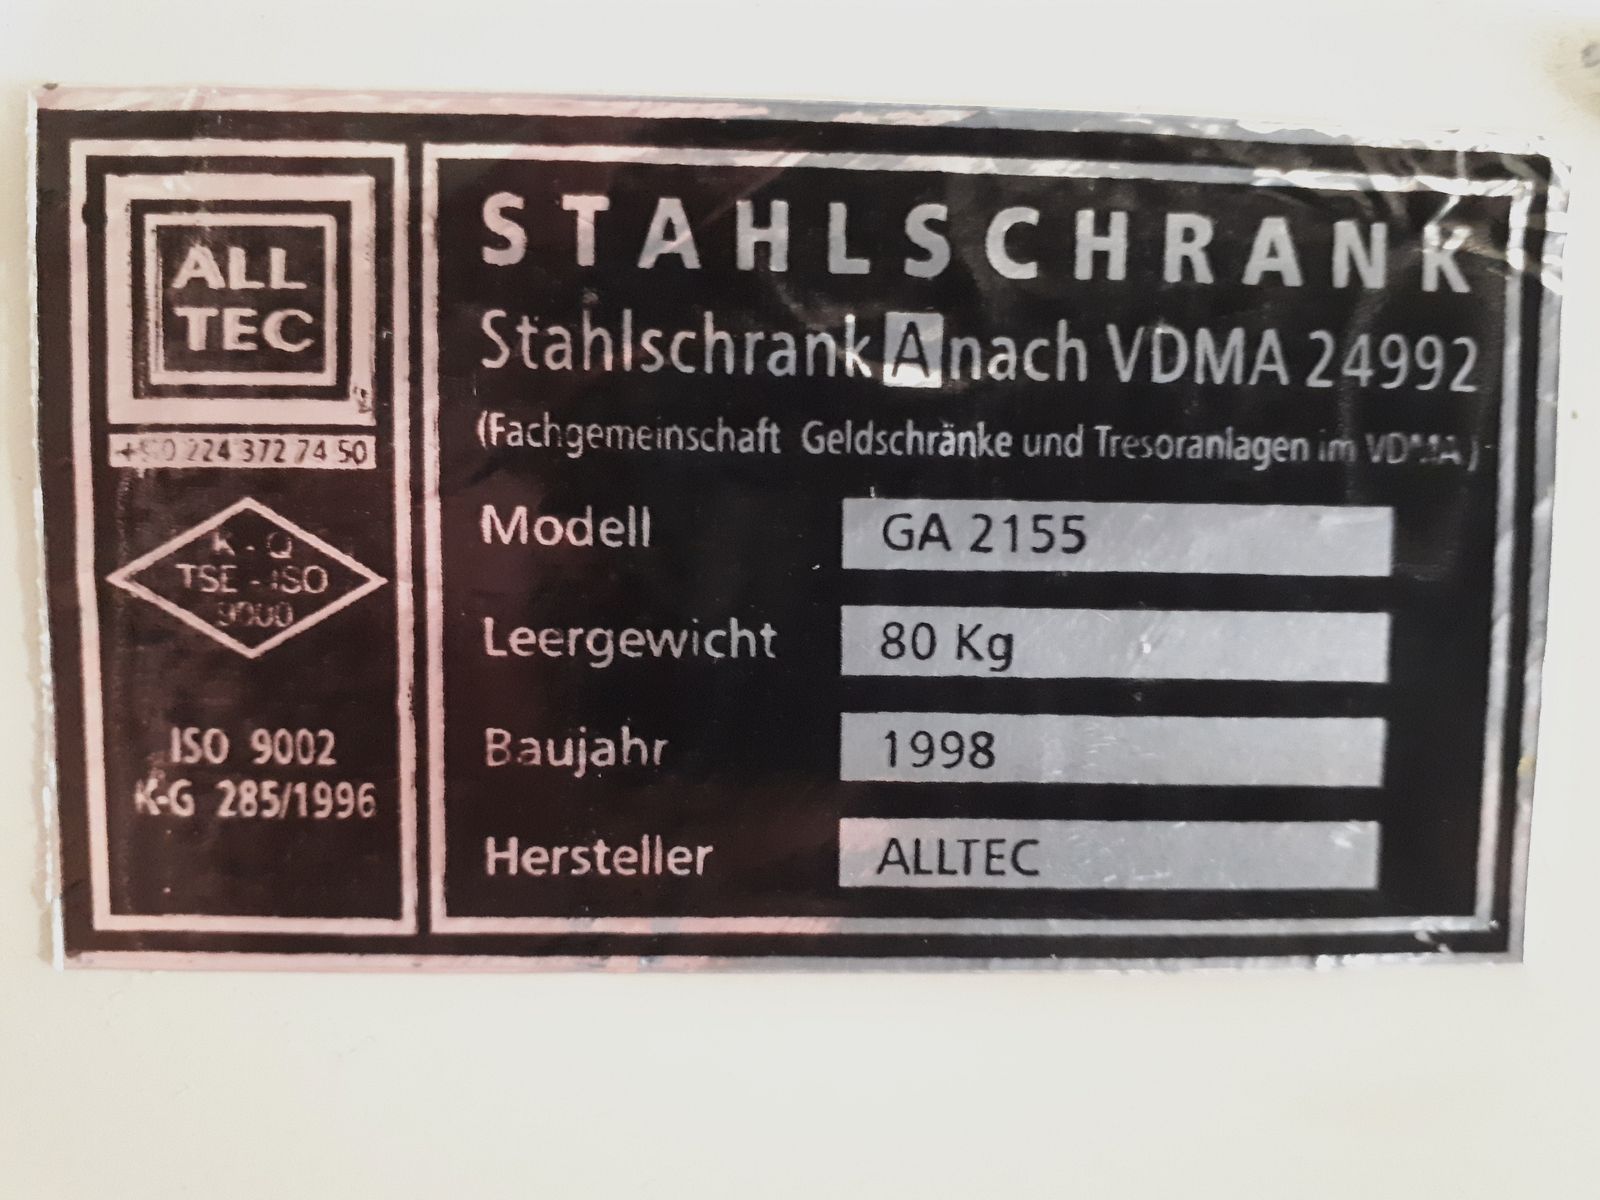 ALL
TEC
224 372 74 50
K - Q
TSE - ISO
9000
ISO 9002
K-G 285/1996
STAHLSCHRANK
Stahlschrank A nach VDMA 24992
(Fachgemeinschaft Geldschränke und Tresoranlagen im VDMA)
Modell GA 2155
Leergewicht 80 Kg
Baujahr 1998
Hersteller ALLTEC